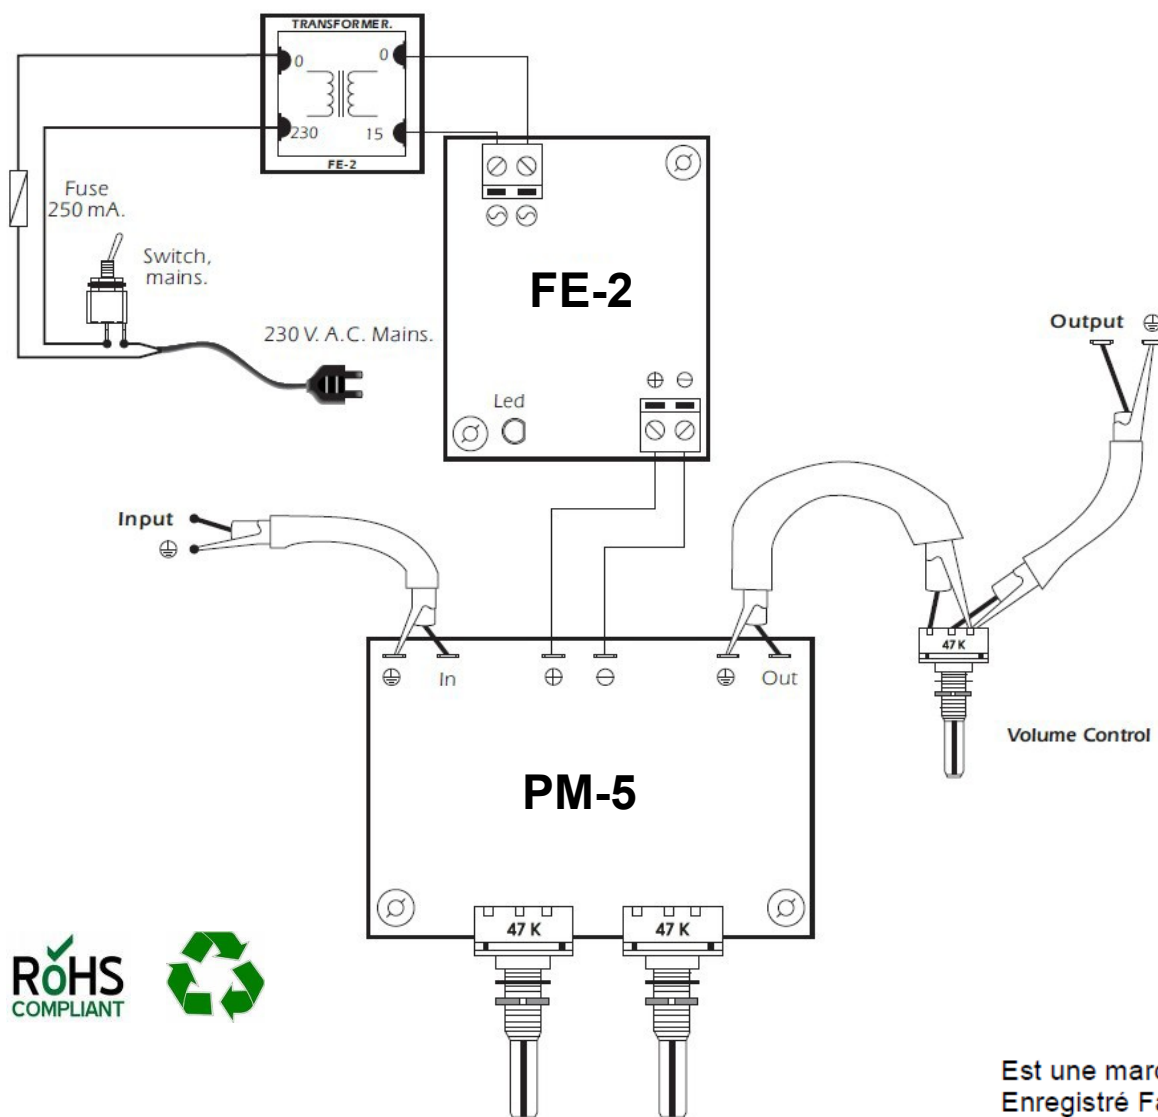 TRANSFORMER.
0
0
230
15
FE-2
Fuse
250 mA.
Switch,
mains.
230 V. A.C. Mains.
FE-2
Led
Output
Input
In
Out
47 K
Volume Control
PM-5
47 K
47 K
RoHS
COMPLIANT
Est une marc
Enregistré Fa